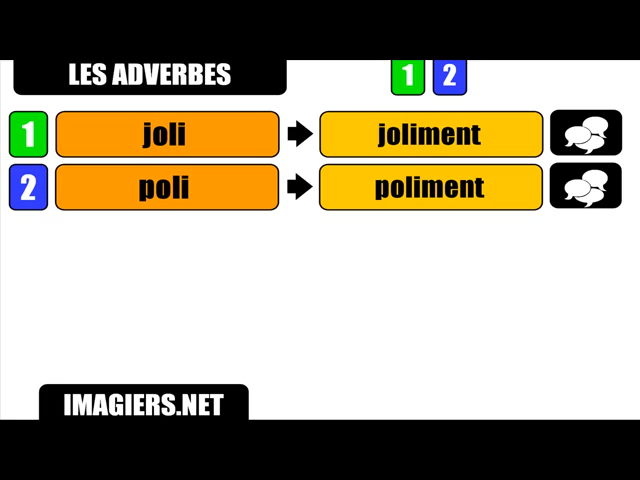 LES ADVERBES 1 2
1 joli joliment
2 poli poliment
IMAGIERS.NET